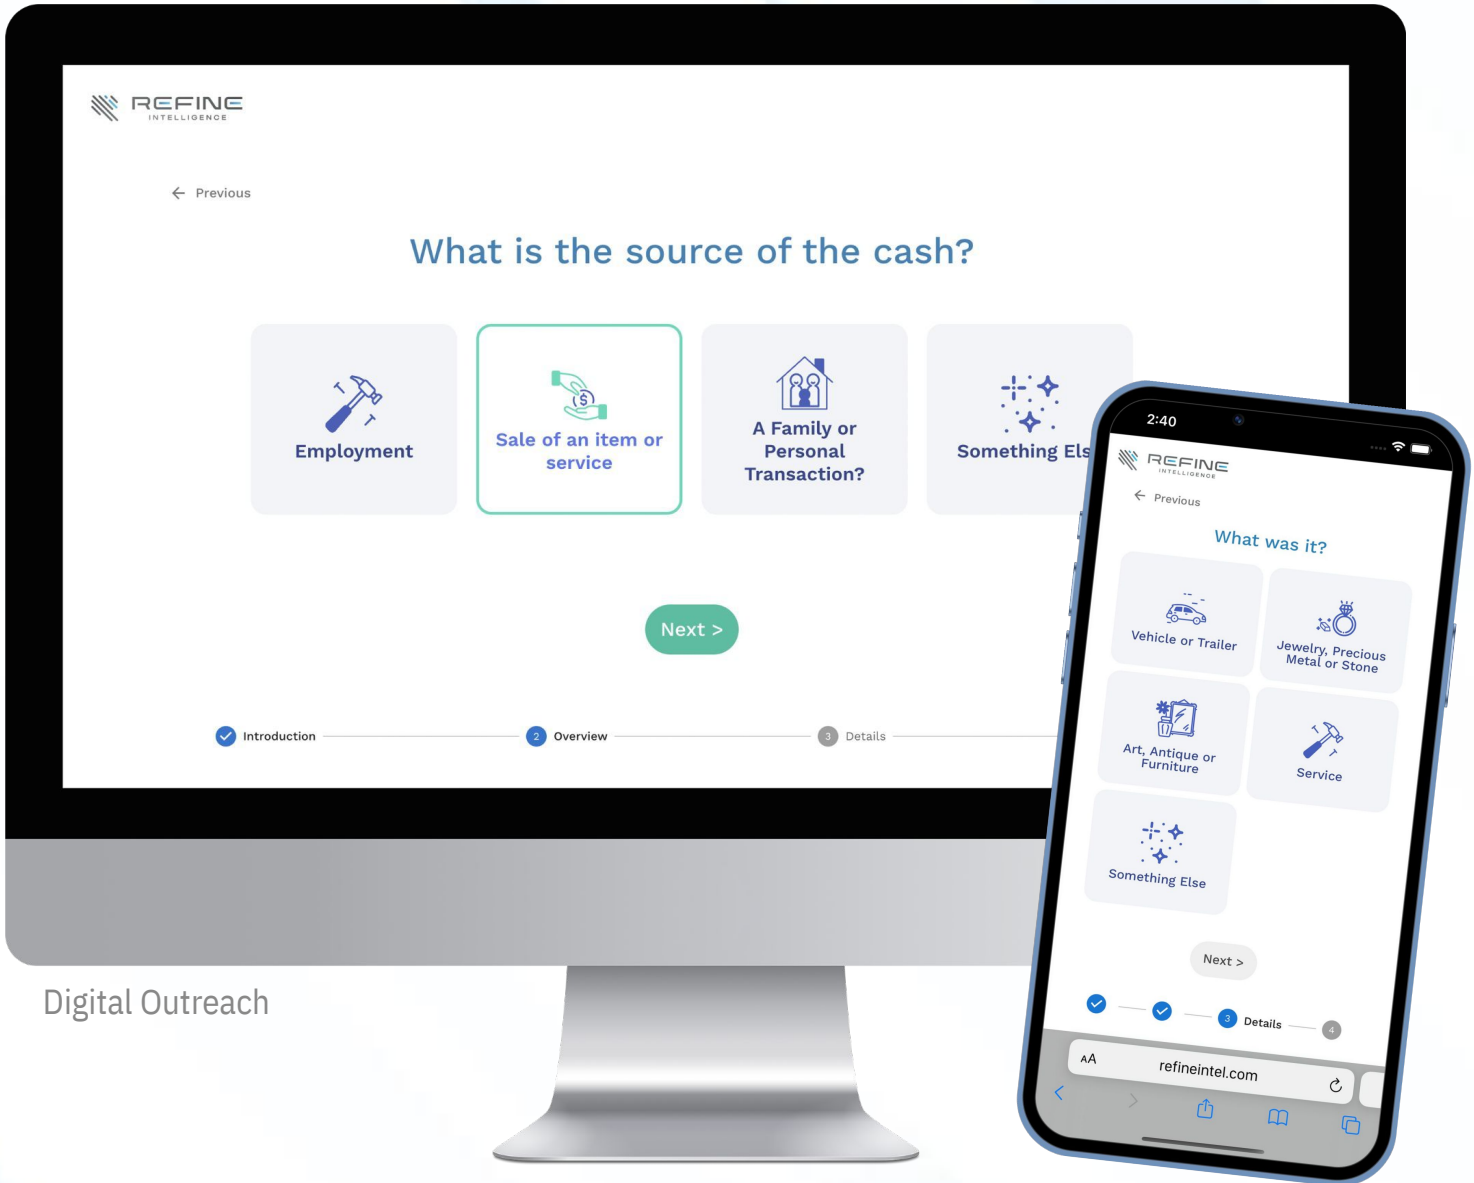 REFINE
INTELLIGENCE
← Previous
What is the source of the cash?
Employment
Sale of an item or
service
A Family or
Personal
Transaction?
Something Els
Next >
Introduction
2 Overview
3 Details
Digital Outreach
2:40
REFINE
INTELLIGENCE
← Previous
What was it?
Vehicle or Trailer
Jewelry, Precious
Metal or Stone
Art, Antique or
Furniture
Service
Something Else
Next >
3 Details 4
AA refineintel.com